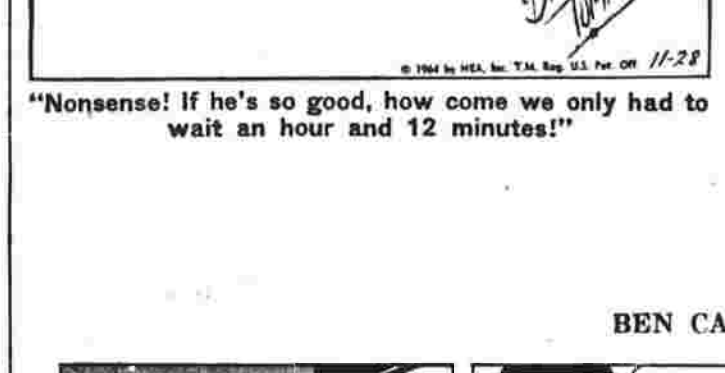 © 1964 by NEA, Inc. T.M. Reg. U.S. Pat. Off. 11-28
"Nonsense! If he's so good, how come we only had to
wait an hour and 12 minutes!"
BEN CA